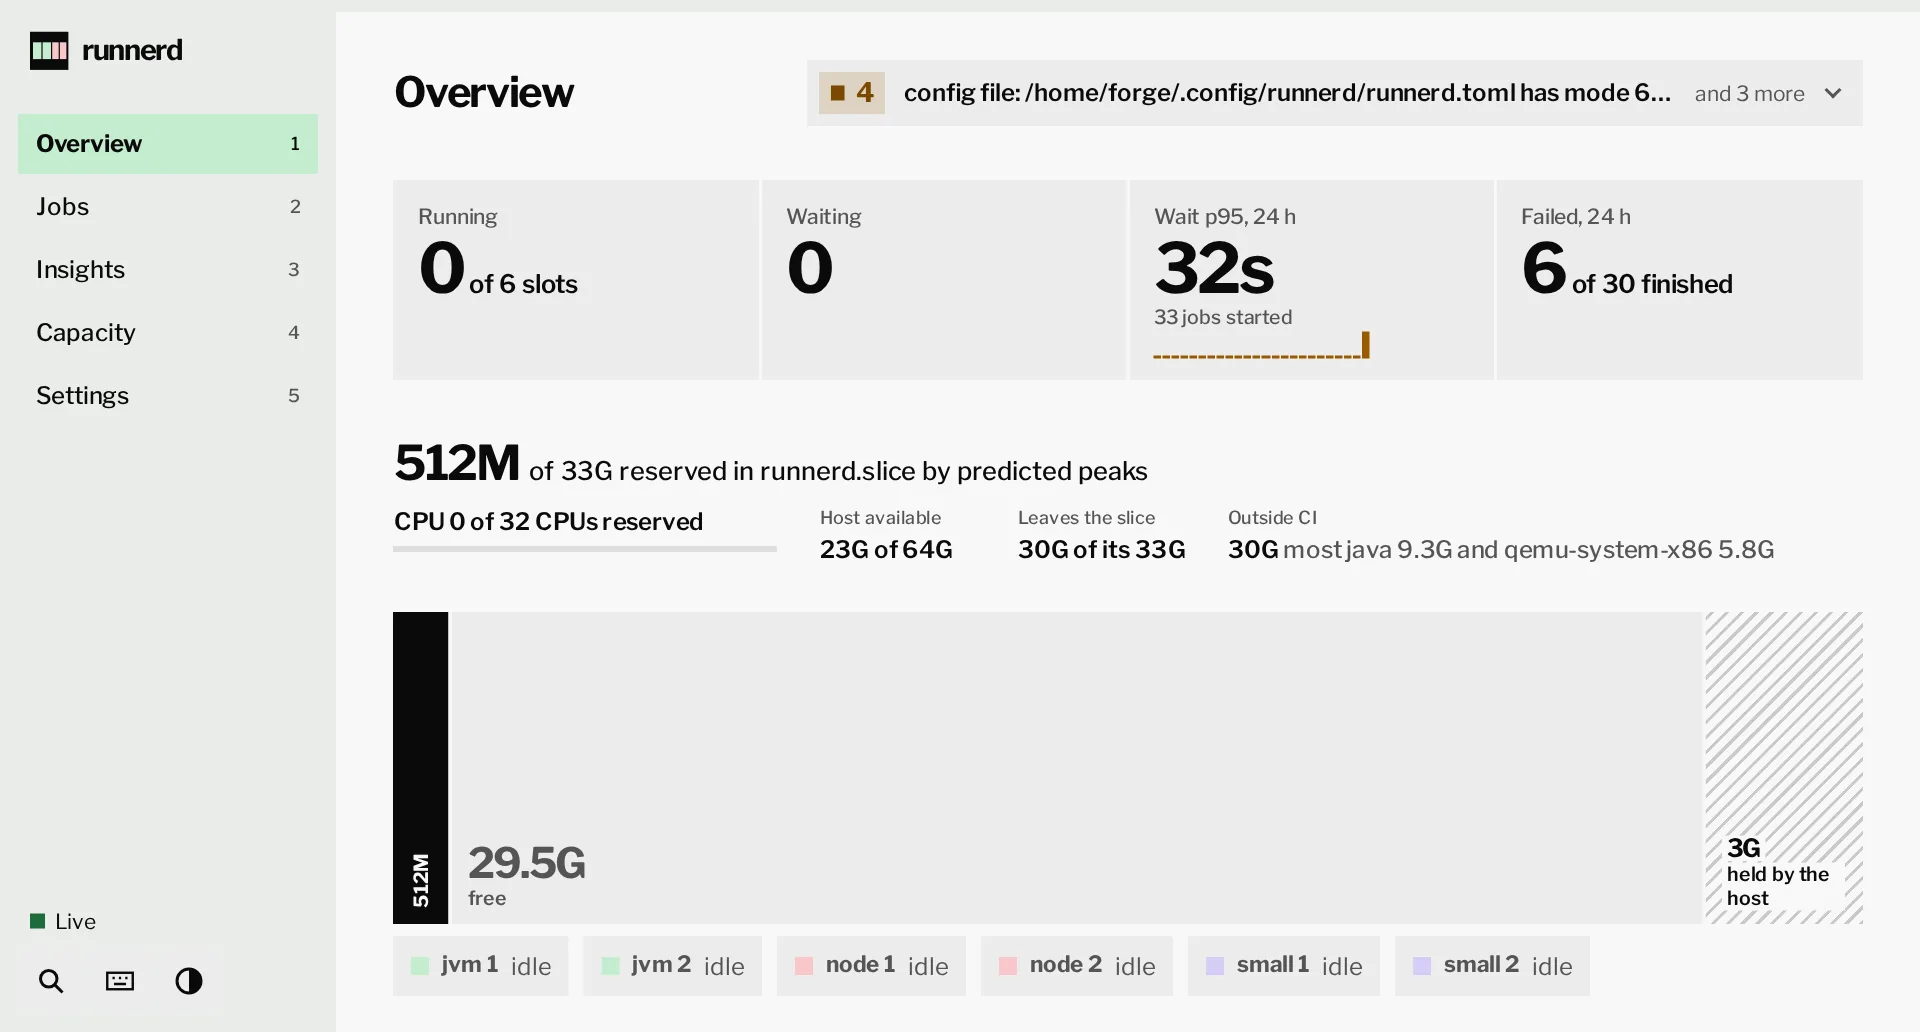 runnerd
Overview 1
Jobs 2
Insights 3
Capacity 4
Settings 5
Live
Overview
4 config file: /home/forge/.config/runnerd/runnerd.toml has mode 6… and 3 more
Running
0 of 6 slots
Waiting
0
Wait p95, 24 h
32s
33 jobs started
Failed, 24 h
6 of 30 finished
512M of 33G reserved in runnerd.slice by predicted peaks
CPU 0 of 32 CPUs reserved
Host available
23G of 64G
Leaves the slice
30G of its 33G
Outside CI
30G most java 9.3G and qemu-system-x86 5.8G
512M
29.5G
free
3G
held by the
host
jvm 1 idle
jvm 2 idle
node 1 idle
node 2 idle
small 1 idle
small 2 idle